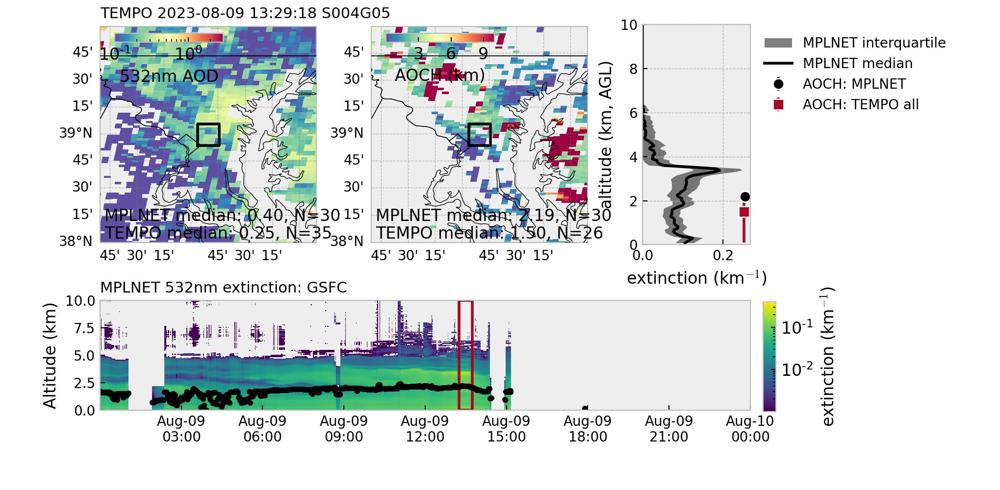 TEMPO 2023-08-09 13:29:18 S004G05
10⁻¹ 10⁰
532nm AOD
45'
30'
15'
39°N
45'
30'
15'
38°N
MPLNET median: 0.40, N=30
TEMPO median: 0.25, N=35
45' 30' 15' 45' 30' 15'
3 6 9
AOCH (km)
45'
30'
15'
39°N
45'
30'
15'
38°N
MPLNET median: 2.19, N=30
TEMPO median: 1.50, N=26
45' 30' 15' 45' 30' 15'
altitude (km, AGL)
10
8
6
4
2
0
0.0 0.2
extinction (km⁻¹)
MPLNET interquartile
MPLNET median
AOCH: MPLNET
AOCH: TEMPO all
MPLNET 532nm extinction: GSFC
Altitude (km)
10.0
7.5
5.0
2.5
0.0
Aug-09 Aug-09 Aug-09 Aug-09 Aug-09 Aug-09 Aug-09 Aug-10
03:00 06:00 09:00 12:00 15:00 18:00 21:00 00:00
10⁻¹
10⁻²
extinction (km⁻¹)